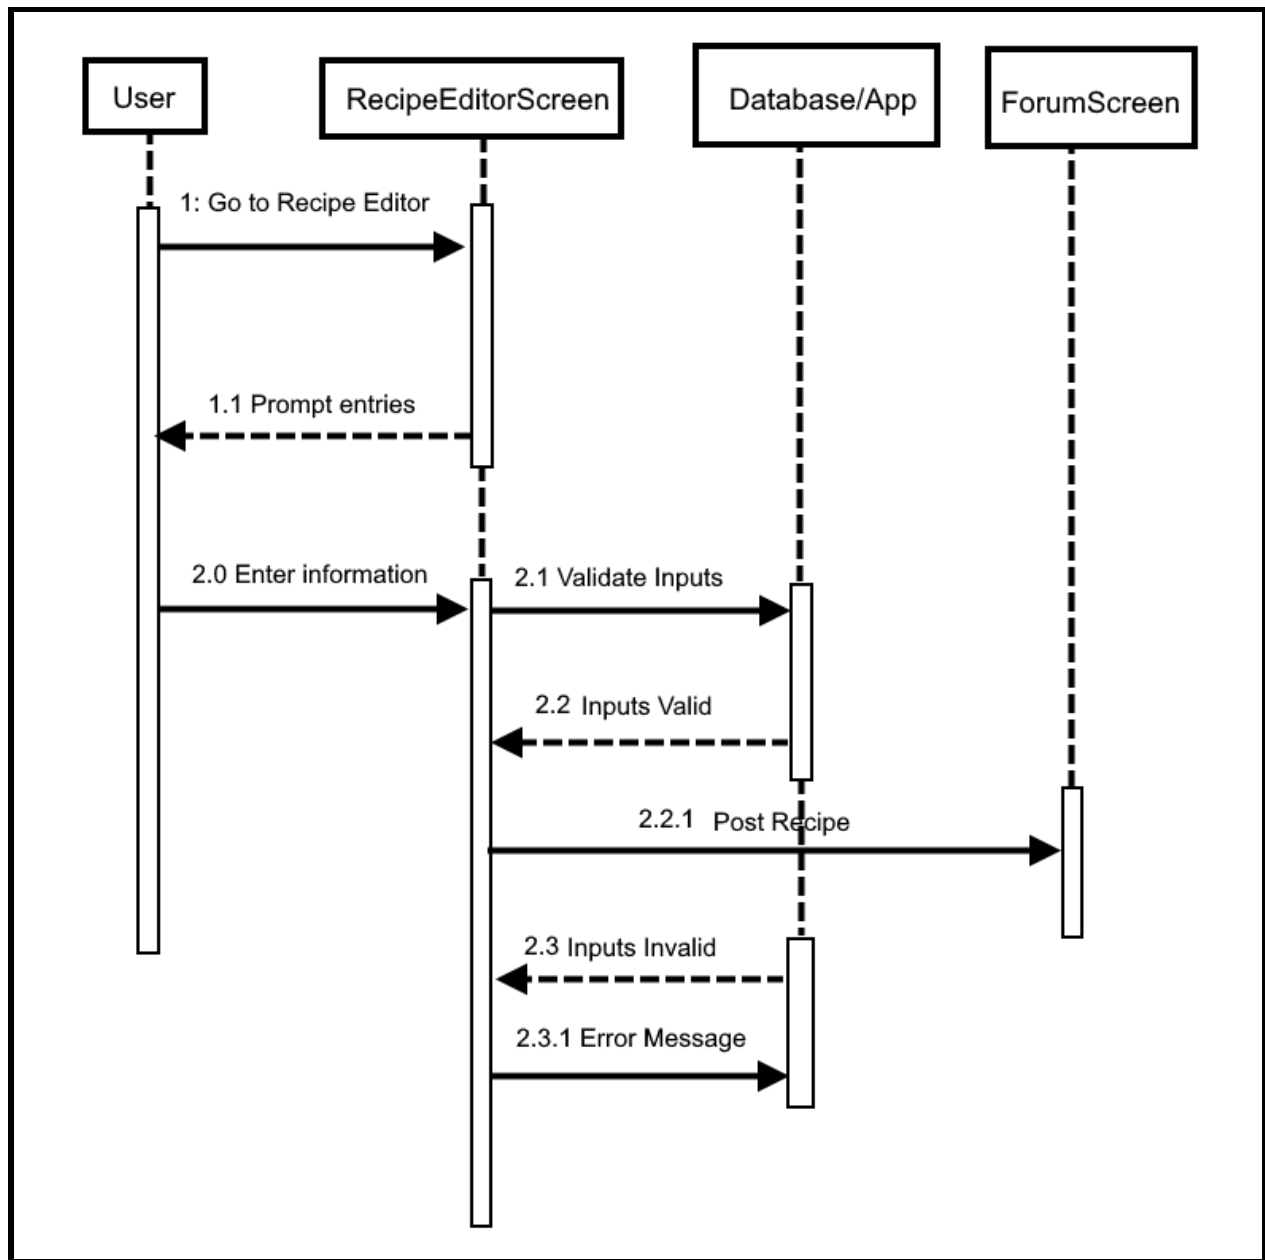 User
RecipeEditorScreen
Database/App
ForumScreen
1: Go to Recipe Editor
1.1 Prompt entries
2.0 Enter information
2.1 Validate Inputs
2.2 Inputs Valid
2.2.1 Post Recipe
2.3 Inputs Invalid
2.3.1 Error Message